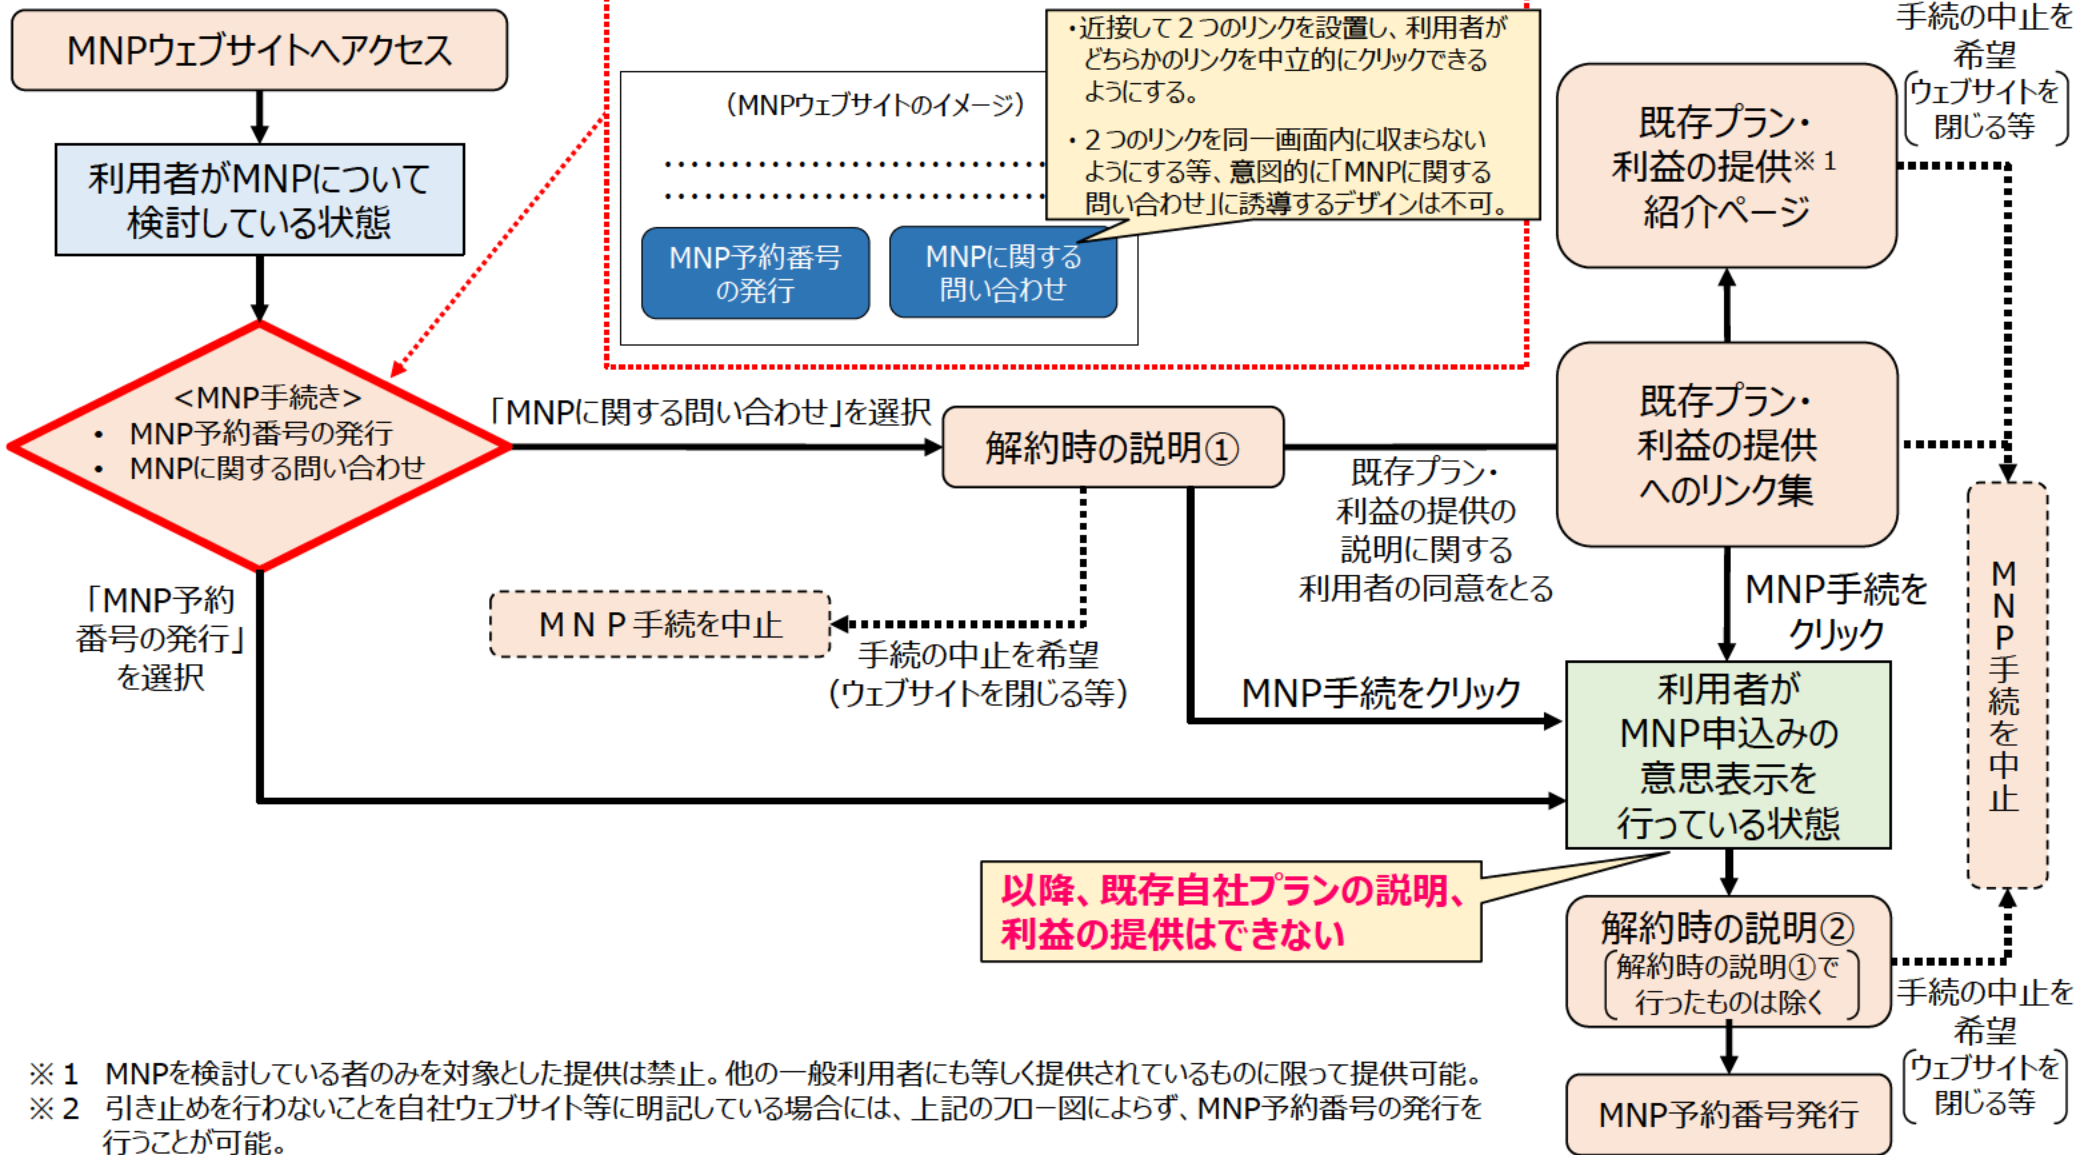 MNPウェブサイトへアクセス
利用者がMNPについて
検討している状態
<MNP手続き>
• MNP予約番号の発行
• MNPに関する問い合わせ
「MNP予約
番号の発行」
を選択
(MNPウェブサイトのイメージ)
・・・・・・・・・・・・・・・・・・・・・・・・・・・・・
・・・・・・・・・・・・・・・・・・・・・・・・・・・・・
MNP予約番号
の発行
MNPに関する
問い合わせ
・近接して２つのリンクを設置し、利用者が
どちらかのリンクを中立的にクリックできる
ようにする。
・２つのリンクを同一画面内に収まらない
ようにする等、意図的に「MNPに関する
問い合わせ」に誘導するデザインは不可。
「MNPに関する問い合わせ」を選択
解約時の説明①
既存プラン・
利益の提供の
説明に関する
利用者の同意をとる
ＭＮＰ手続を中止
手続の中止を希望
(ウェブサイトを閉じる等)
MNP手続をクリック
既存プラン・
利益の提供※１
紹介ページ
既存プラン・
利益の提供
へのリンク集
MNP手続を
クリック
手続の中止を
希望
(ウェブサイトを
閉じる等)
Ｍ
Ｎ
Ｐ
手
続
を
中
止
利用者が
MNP申込みの
意思表示を
行っている状態
以降、既存自社プランの説明、
利益の提供はできない
解約時の説明②
(解約時の説明①で
行ったものは除く)
手続の中止を
希望
(ウェブサイトを
閉じる等)
MNP予約番号発行
※１ MNPを検討している者のみを対象とした提供は禁止。他の一般利用者にも等しく提供されているものに限って提供可能。
※２ 引き止めを行わないことを自社ウェブサイト等に明記している場合には、上記のフロー図によらず、MNP予約番号の発行を
行うことが可能。